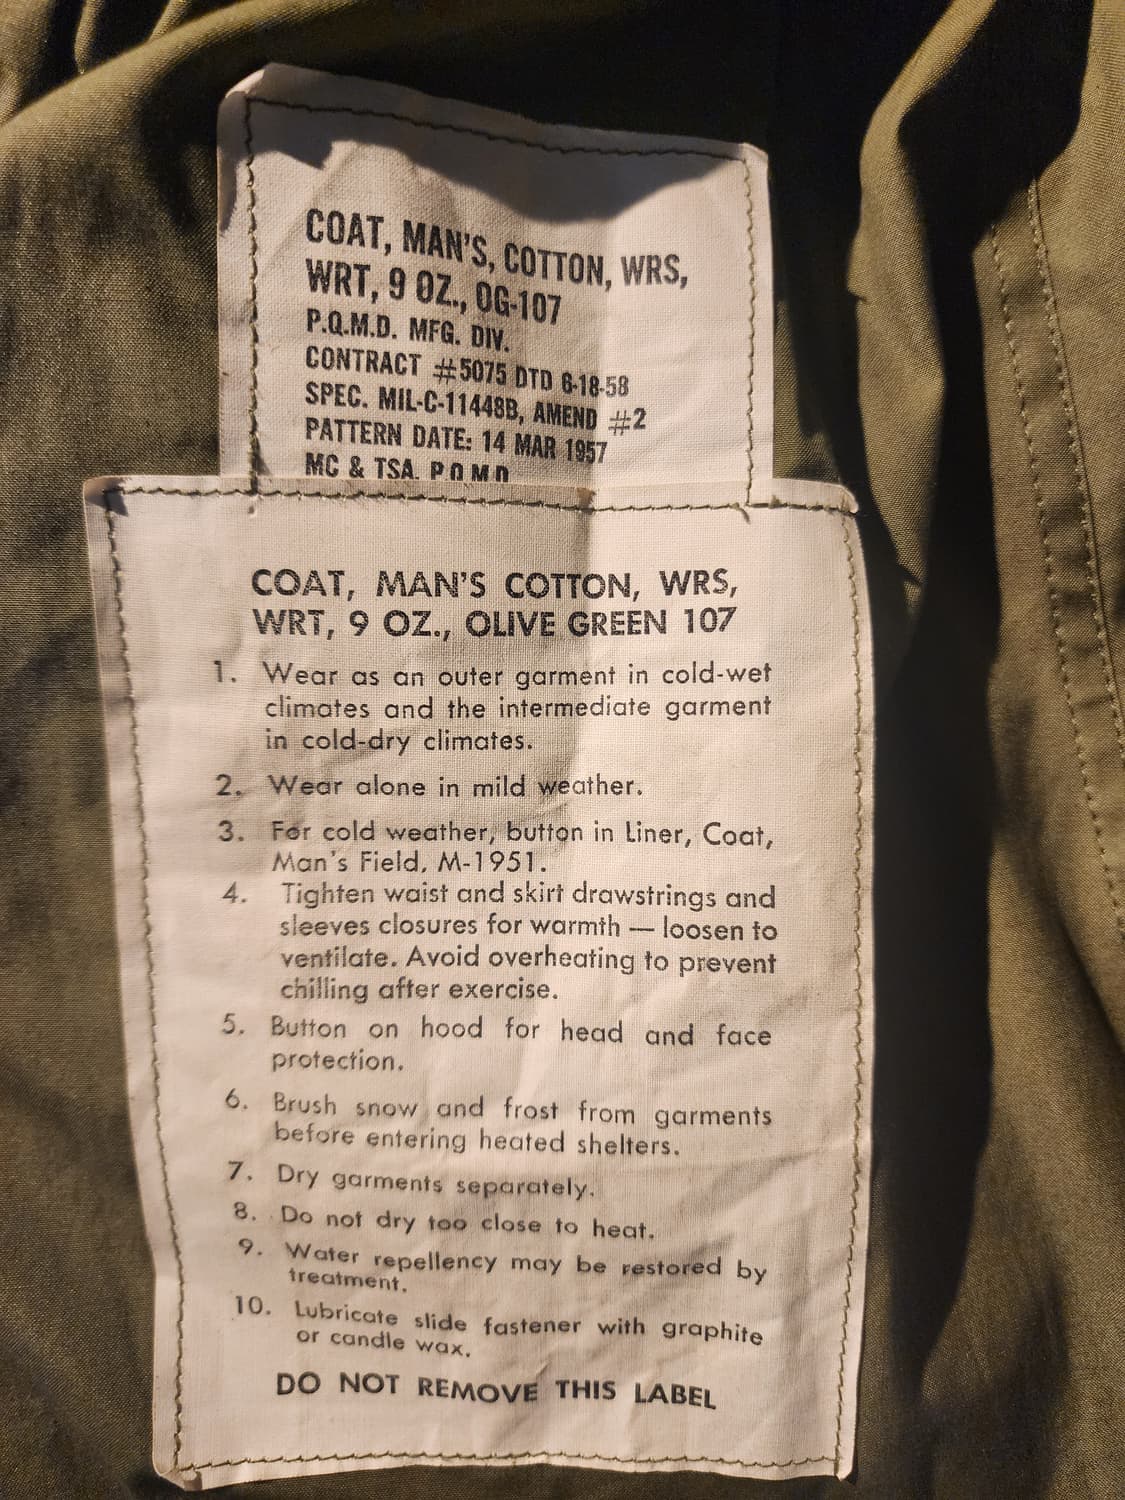 COAT, MAN'S, COTTON, WRS,
WRT, 9 OZ., OG-107
P.Q.M.D. MFG. DIV.
CONTRACT #5075 DTD 6-18-58
SPEC. MIL-C-11448B, AMEND #2
PATTERN DATE: 14 MAR 1957
MC & TSA. P.Q.M.D
COAT, MAN'S COTTON, WRS,
WRT, 9 OZ., OLIVE GREEN 107
1. Wear as an outer garment in cold-wet
climates and the intermediate garment
in cold-dry climates.
2. Wear alone in mild weather.
3. For cold weather, button in Liner, Coat,
Man's Field, M-1951.
4. Tighten waist and skirt drawstrings and
sleeves closures for warmth — loosen to
ventilate. Avoid overheating to prevent
chilling after exercise.
5. Button on hood for head and face
protection.
6. Brush snow and frost from garments
before entering heated shelters.
7. Dry garments separately.
8. Do not dry too close to heat.
9. Water repellency may be restored by
treatment.
10. Lubricate slide fastener with graphite
or candle wax.
DO NOT REMOVE THIS LABEL